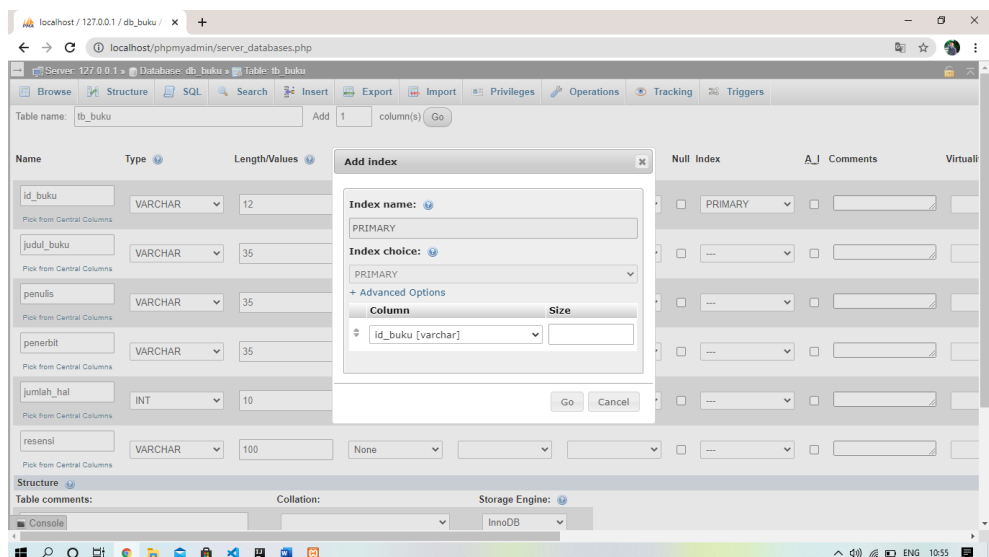 localhost / 127.0.0.1 / db_buku /
localhost/phpmyadmin/server_databases.php
Server: 127.0.0.1 » Database: db_buku » Table: tb_buku
Browse Structure SQL Search Insert Export Import Privileges Operations Tracking Triggers
Table name: tb_buku Add 1 column(s) Go
Name Type Length/Values Null Index A_I Comments Virtuali
Add index
id_buku VARCHAR 12 PRIMARY
Pick from Central Columns
Index name:
PRIMARY
judul_buku VARCHAR 35 ---
Pick from Central Columns
Index choice:
PRIMARY
+ Advanced Options
penulis VARCHAR 35 ---
Pick from Central Columns
Column Size
id_buku [varchar]
penerbit VARCHAR 35 ---
Pick from Central Columns
jumlah_hal INT 10 ---
Pick from Central Columns
Go Cancel
resensi VARCHAR 100 None ---
Pick from Central Columns
Structure
Table comments: Collation: Storage Engine:
InnoDB
Console
ENG 10:55